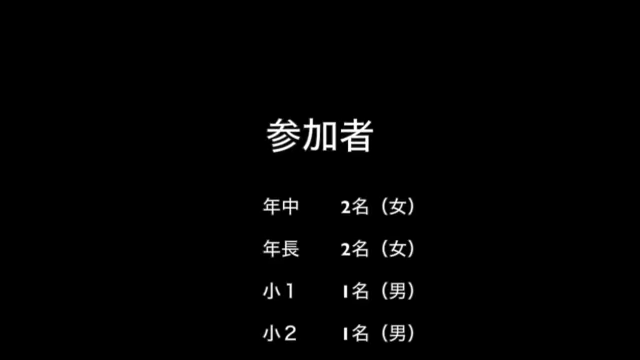 参加者
年中 2名（女）
年長 2名（女）
小１ 1名（男）
小２ 1名（男）